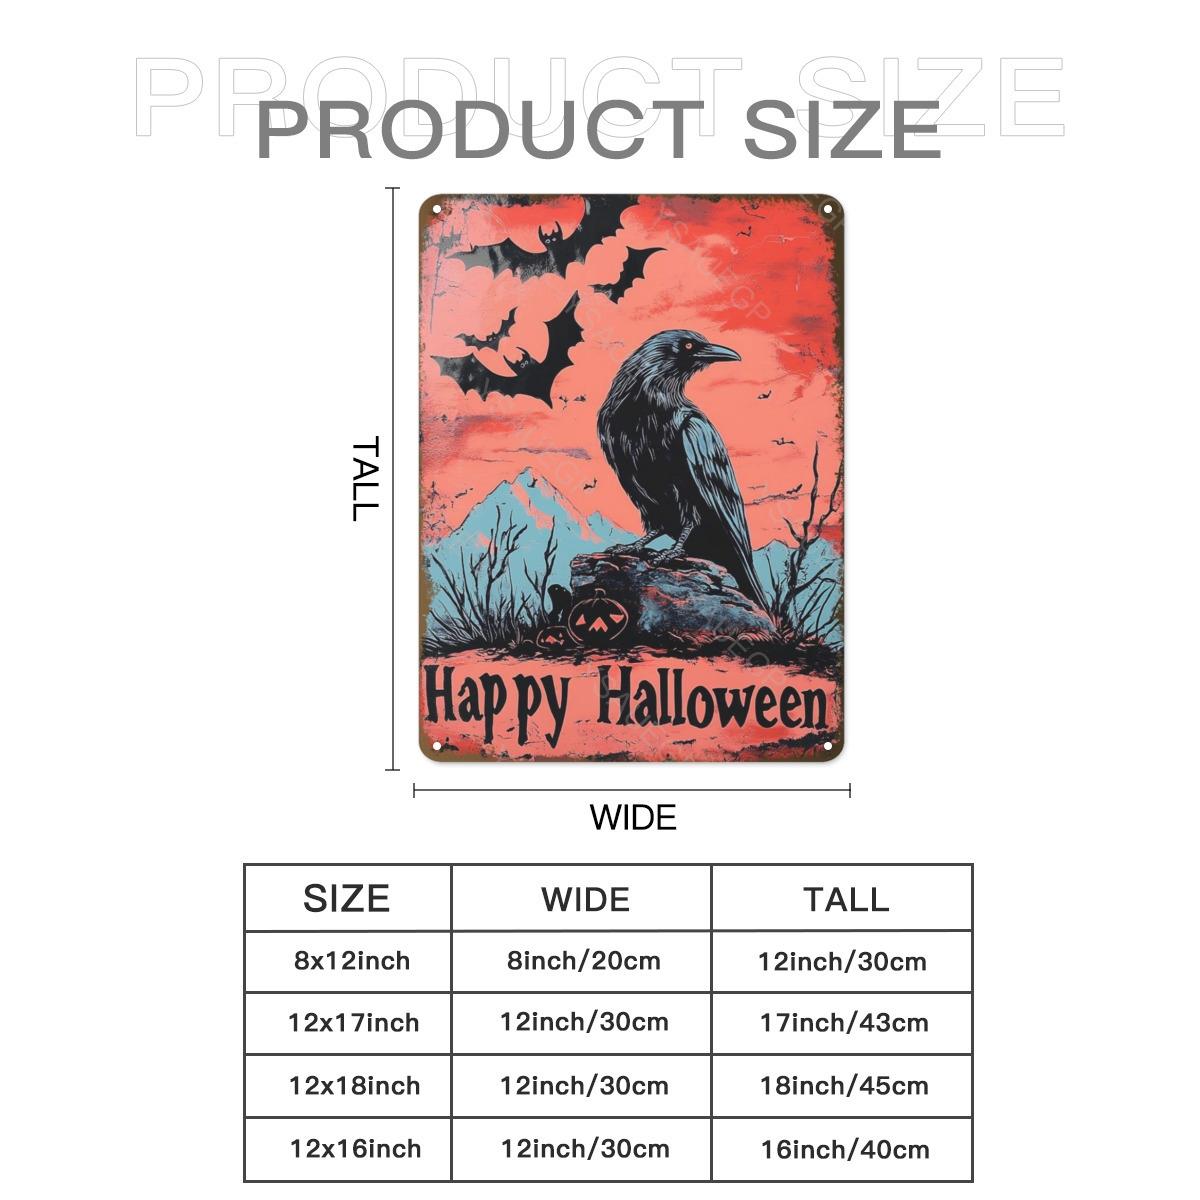 PRODUCT SIZE
PRODUCT SIZE
TALL
Happy Halloween
WIDE
SIZE WIDE TALL
8x12inch 8inch/20cm 12inch/30cm
12x17inch 12inch/30cm 17inch/43cm
12x18inch 12inch/30cm 18inch/45cm
12x16inch 12inch/30cm 16inch/40cm